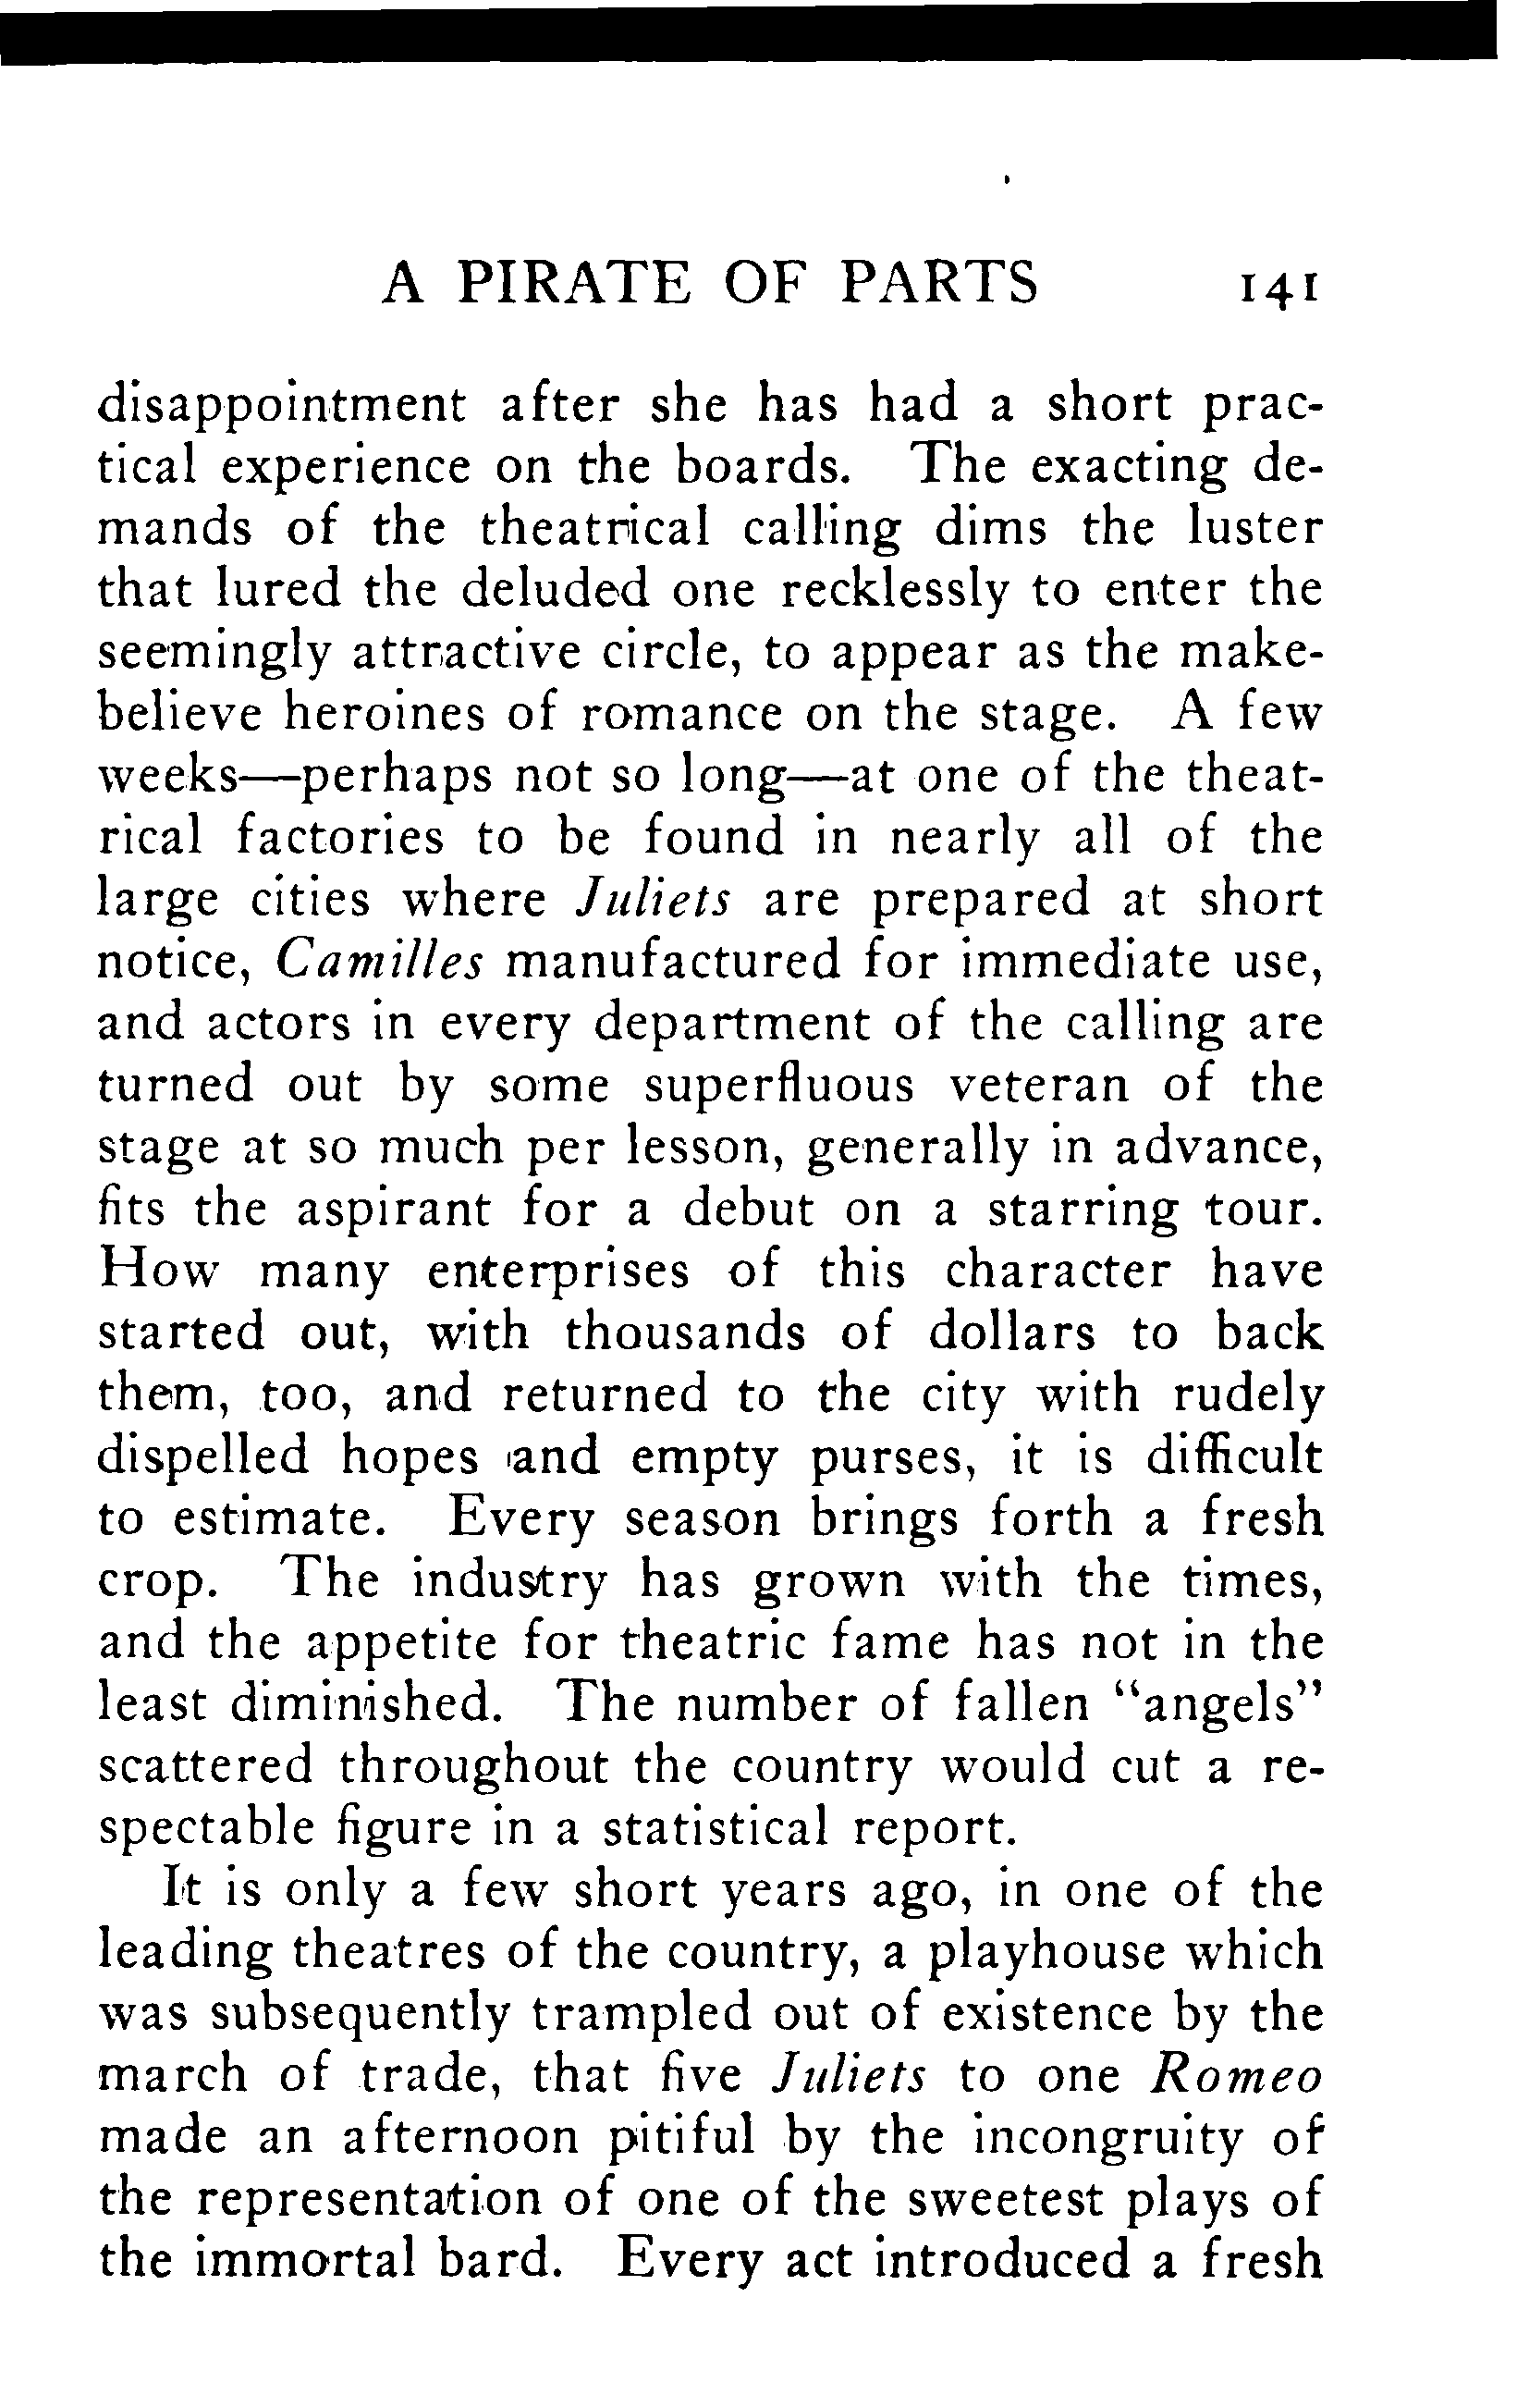 A PIRATE OF PARTS 141
disappointment after she has had a short prac-
tical experience on the boards. The exacting de-
mands of the theatrical calling dims the luster
that lured the deluded one recklessly to enter the
seemingly attractive circle, to appear as the make-
believe heroines of romance on the stage. A few
weeks—perhaps not so long—at one of the theat-
rical factories to be found in nearly all of the
large cities where Juliets are prepared at short
notice, Camilles manufactured for immediate use,
and actors in every department of the calling are
turned out by some superfluous veteran of the
stage at so much per lesson, generally in advance,
fits the aspirant for a debut on a starring tour.
How many enterprises of this character have
started out, with thousands of dollars to back
them, too, and returned to the city with rudely
dispelled hopes and empty purses, it is difficult
to estimate. Every season brings forth a fresh
crop. The industry has grown with the times,
and the appetite for theatric fame has not in the
least diminished. The number of fallen "angels"
scattered throughout the country would cut a re-
spectable figure in a statistical report.
It is only a few short years ago, in one of the
leading theatres of the country, a playhouse which
was subsequently trampled out of existence by the
march of trade, that five Juliets to one Romeo
made an afternoon pitiful by the incongruity of
the representation of one of the sweetest plays of
the immortal bard. Every act introduced a fresh